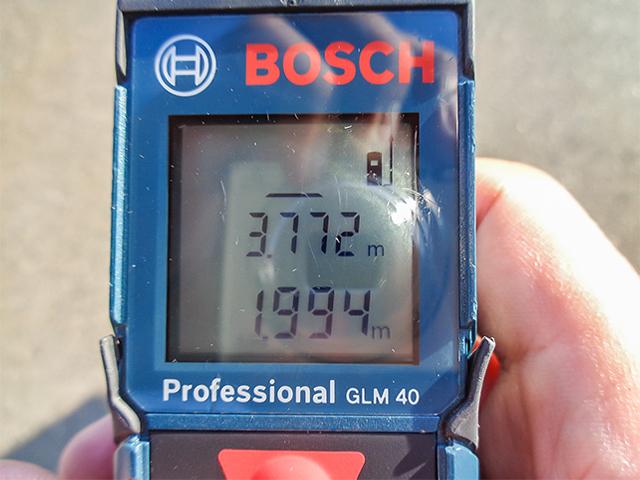 BOSCH
3.772 m
1.994 m
Professional GLM 40